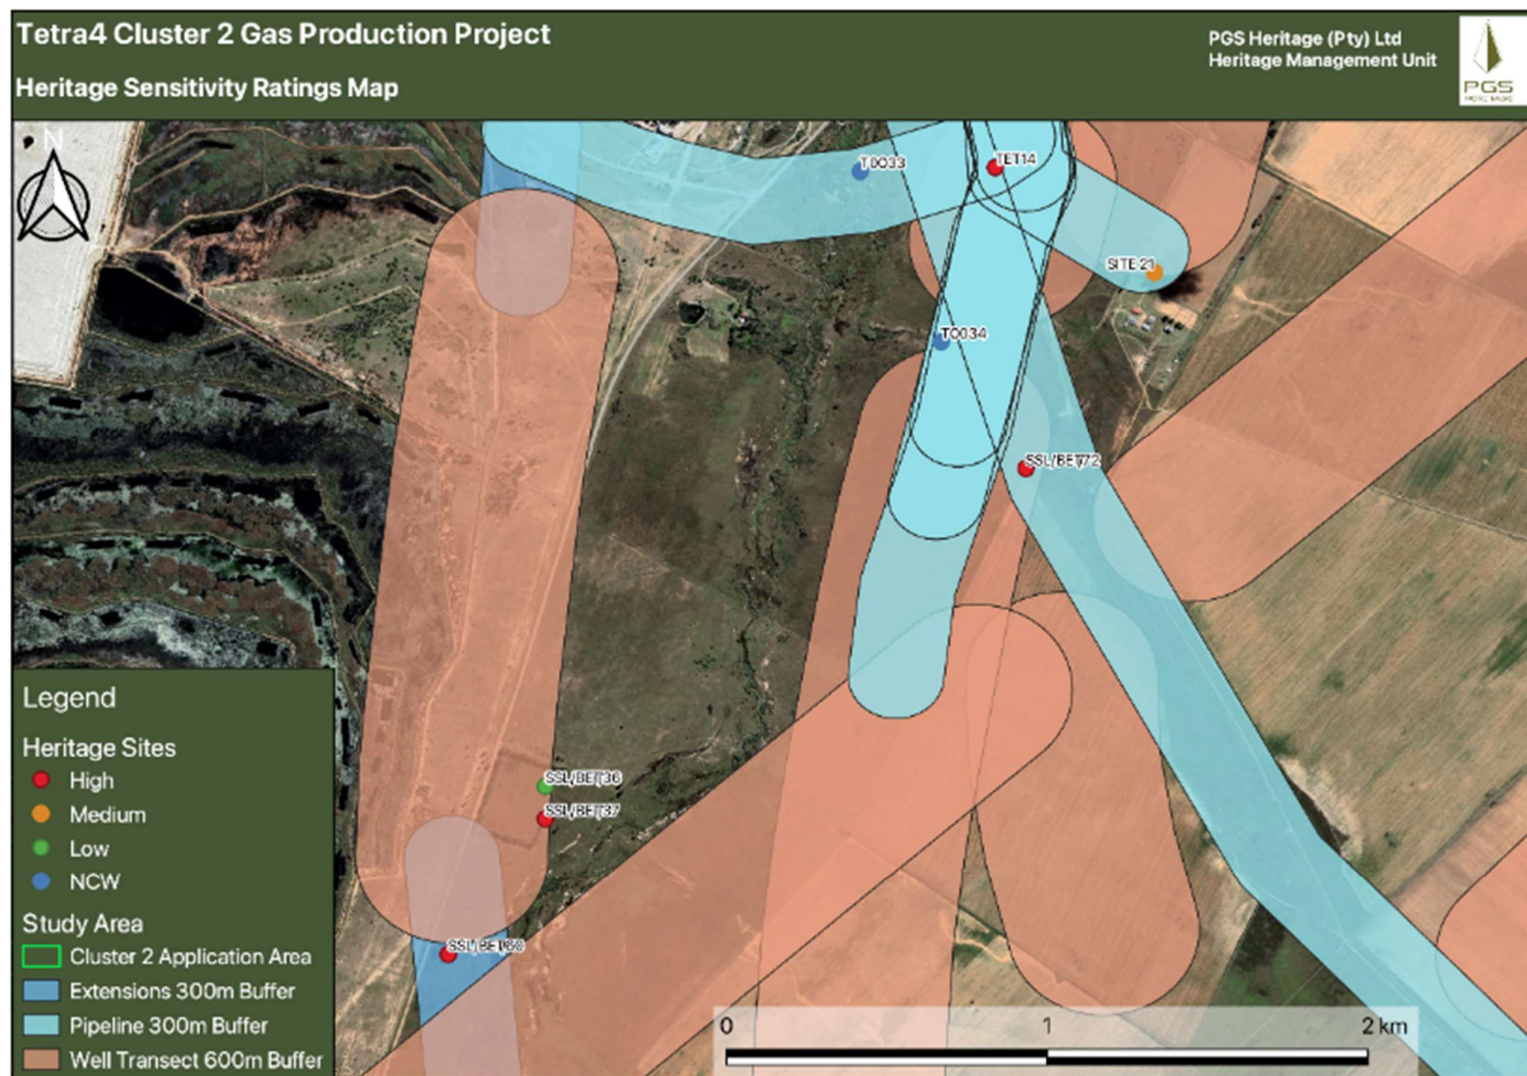 Tetra4 Cluster 2 Gas Production Project
Heritage Sensitivity Ratings Map
PGS Heritage (Pty) Ltd
Heritage Management Unit
PGS
N
TO033
TET14
SITE 21
TO034
SSL/BET/72
SSL/BET/36
SSL/BET/37
Legend
Heritage Sites
High
Medium
Low
NCW
Study Area
Cluster 2 Application Area
Extensions 300m Buffer
Pipeline 300m Buffer
Well Transect 600m Buffer
0
1
2 km